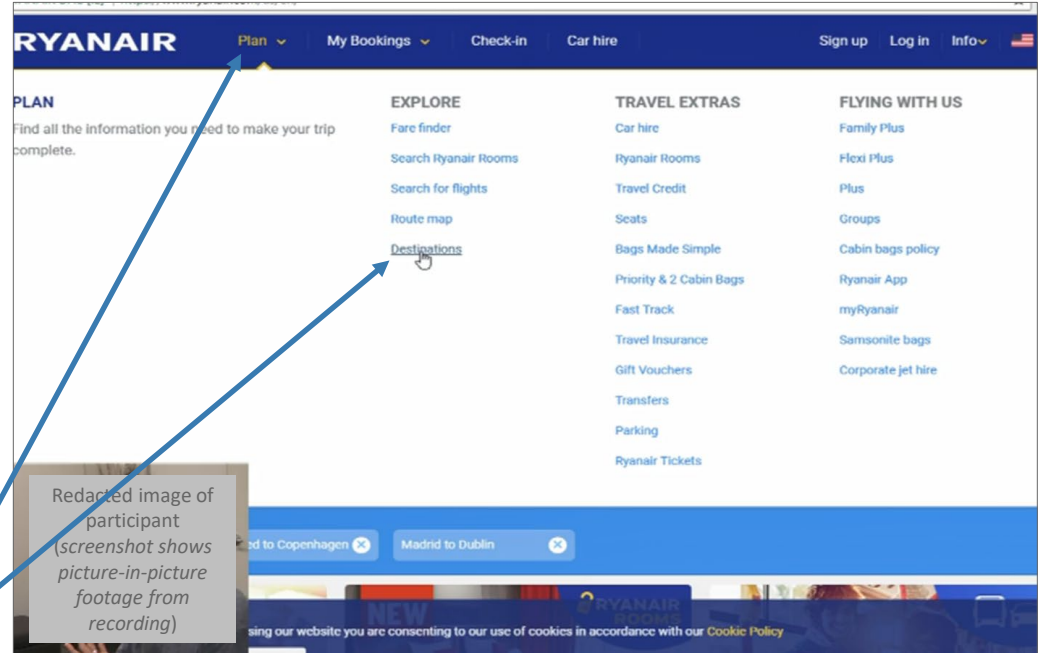 RYANAIR
Plan
My Bookings
Check-in
Car hire
Sign up
Log in
Info
PLAN
Find all the information you need to make your trip
complete.
EXPLORE
Fare finder
Search Ryanair Rooms
Search for flights
Route map
Destinations
TRAVEL EXTRAS
Car hire
Ryanair Rooms
Travel Credit
Seats
Bags Made Simple
Priority & 2 Cabin Bags
Fast Track
Travel Insurance
Gift Vouchers
Transfers
Parking
Ryanair Tickets
FLYING WITH US
Family Plus
Flexi Plus
Plus
Groups
Cabin bags policy
Ryanair App
myRyanair
Samsonite bags
Corporate jet hire
Redacted image of
participant
(screenshot shows
picture-in-picture
footage from
recording)
to Copenhagen
Madrid to Dublin
NEW
RYANAIR
ROOMS
our website you are consenting to our use of cookies in accordance with our Cookie Policy